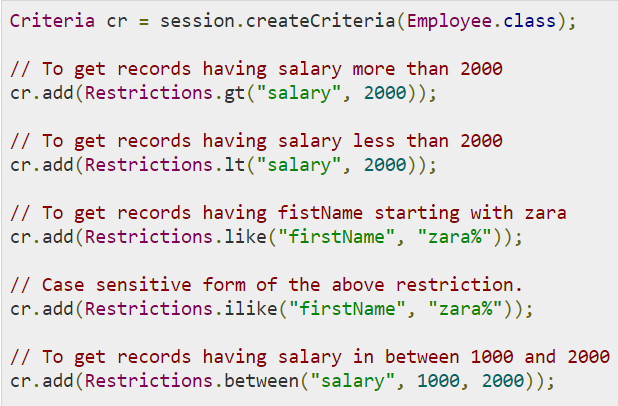 Criteria cr = session.createCriteria(Employee.class);
// To get records having salary more than 2000
cr.add(Restrictions.gt("salary", 2000));
// To get records having salary less than 2000
cr.add(Restrictions.lt("salary", 2000));
// To get records having fistName starting with zara
cr.add(Restrictions.like("firstName", "zara%"));
// Case sensitive form of the above restriction.
cr.add(Restrictions.ilike("firstName", "zara%"));
// To get records having salary in between 1000 and 2000
cr.add(Restrictions.between("salary", 1000, 2000));